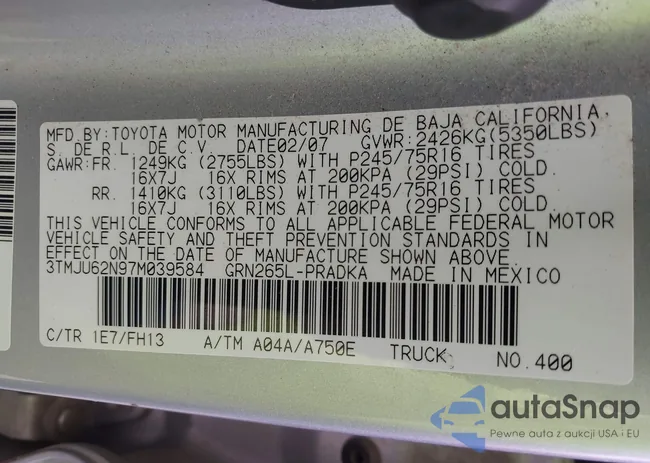 MFD.BY:TOYOTA MOTOR MANUFACTURING DE BAJA CALIFORNIA,
S. DE R.L. DE C.V. DATE02/07 GVWR:2426KG(5350LBS)
GAWR:FR. 1249KG (2755LBS) WITH P245/75R16 TIRES
16X7J 16X RIMS AT 200KPA (29PSI) COLD.
RR. 1410KG (3110LBS) WITH P245/75R16 TIRES
16X7J 16X RIMS AT 200KPA (29PSI) COLD.
THIS VEHICLE CONFORMS TO ALL APPLICABLE FEDERAL MOTOR
VEHICLE SAFETY AND THEFT PREVENTION STANDARDS IN
EFFECT ON THE DATE OF MANUFACTURE SHOWN ABOVE.
3TMJU62N97M039584 GRN265L-PRADKA MADE IN MEXICO
C/TR 1E7/FH13 A/TM A04A/A750E TRUCK NO.400
autaSnap
Pewne auta z aukcji USA i EU